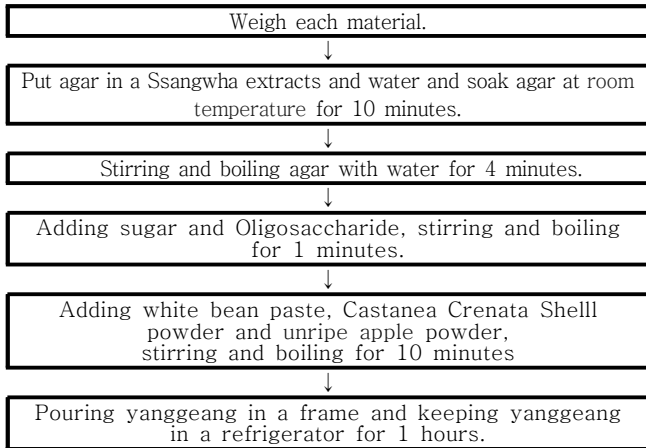 Weigh each material.
↓
Put agar in a Ssangwha extracts and water and soak agar at room
temperature for 10 minutes.
↓
Stirring and boiling agar with water for 4 minutes.
↓
Adding sugar and Oligosaccharide, stirring and boiling
for 1 minutes.
↓
Adding white bean paste, Castanea Crenata Shelll
powder and unripe apple powder,
stirring and boiling for 10 minutes
↓
Pouring yanggeang in a frame and keeping yanggeang
in a refrigerator for 1 hours.